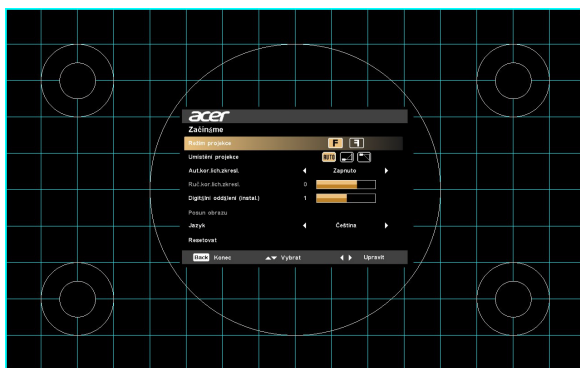 acer
Začínáme
Režim projekce F
Umístění projekce AUTO
Aut.kor.lich.zkresl. Zapnuto
Ruč.kor.lich.zkresl. 0
Digitální oddálení (instal.) 1
Posun obrazu
Jazyk Čeština
Resetovat
Back Konec Vybrat Upravit